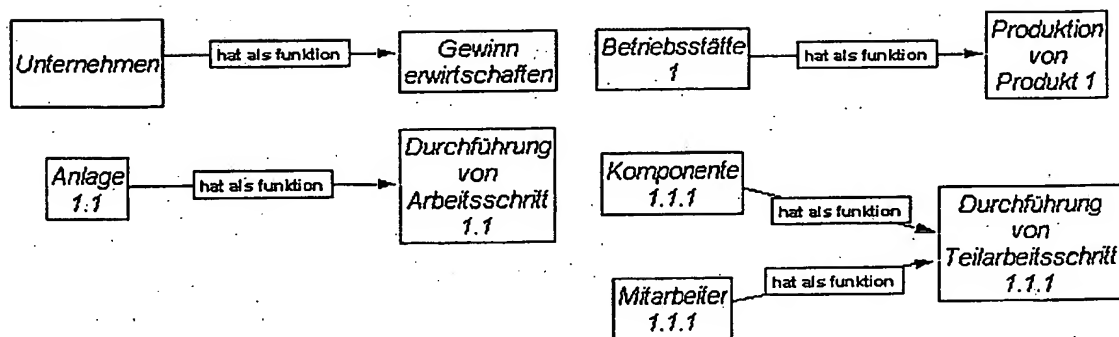 Unternehmen
hat als funktion
Gewinn
erwirtschaften
Betriebsstätte
1
hat als funktion
Produktion
von
Produkt 1
Anlage
1.1
hat als funktion
Durchführung
von
Arbeitsschritt
1.1
Komponente
1.1.1
hat als funktion
Mitarbeiter
1.1.1
hat als funktion
Durchführung
von
Teilarbeitsschritt
1.1.1